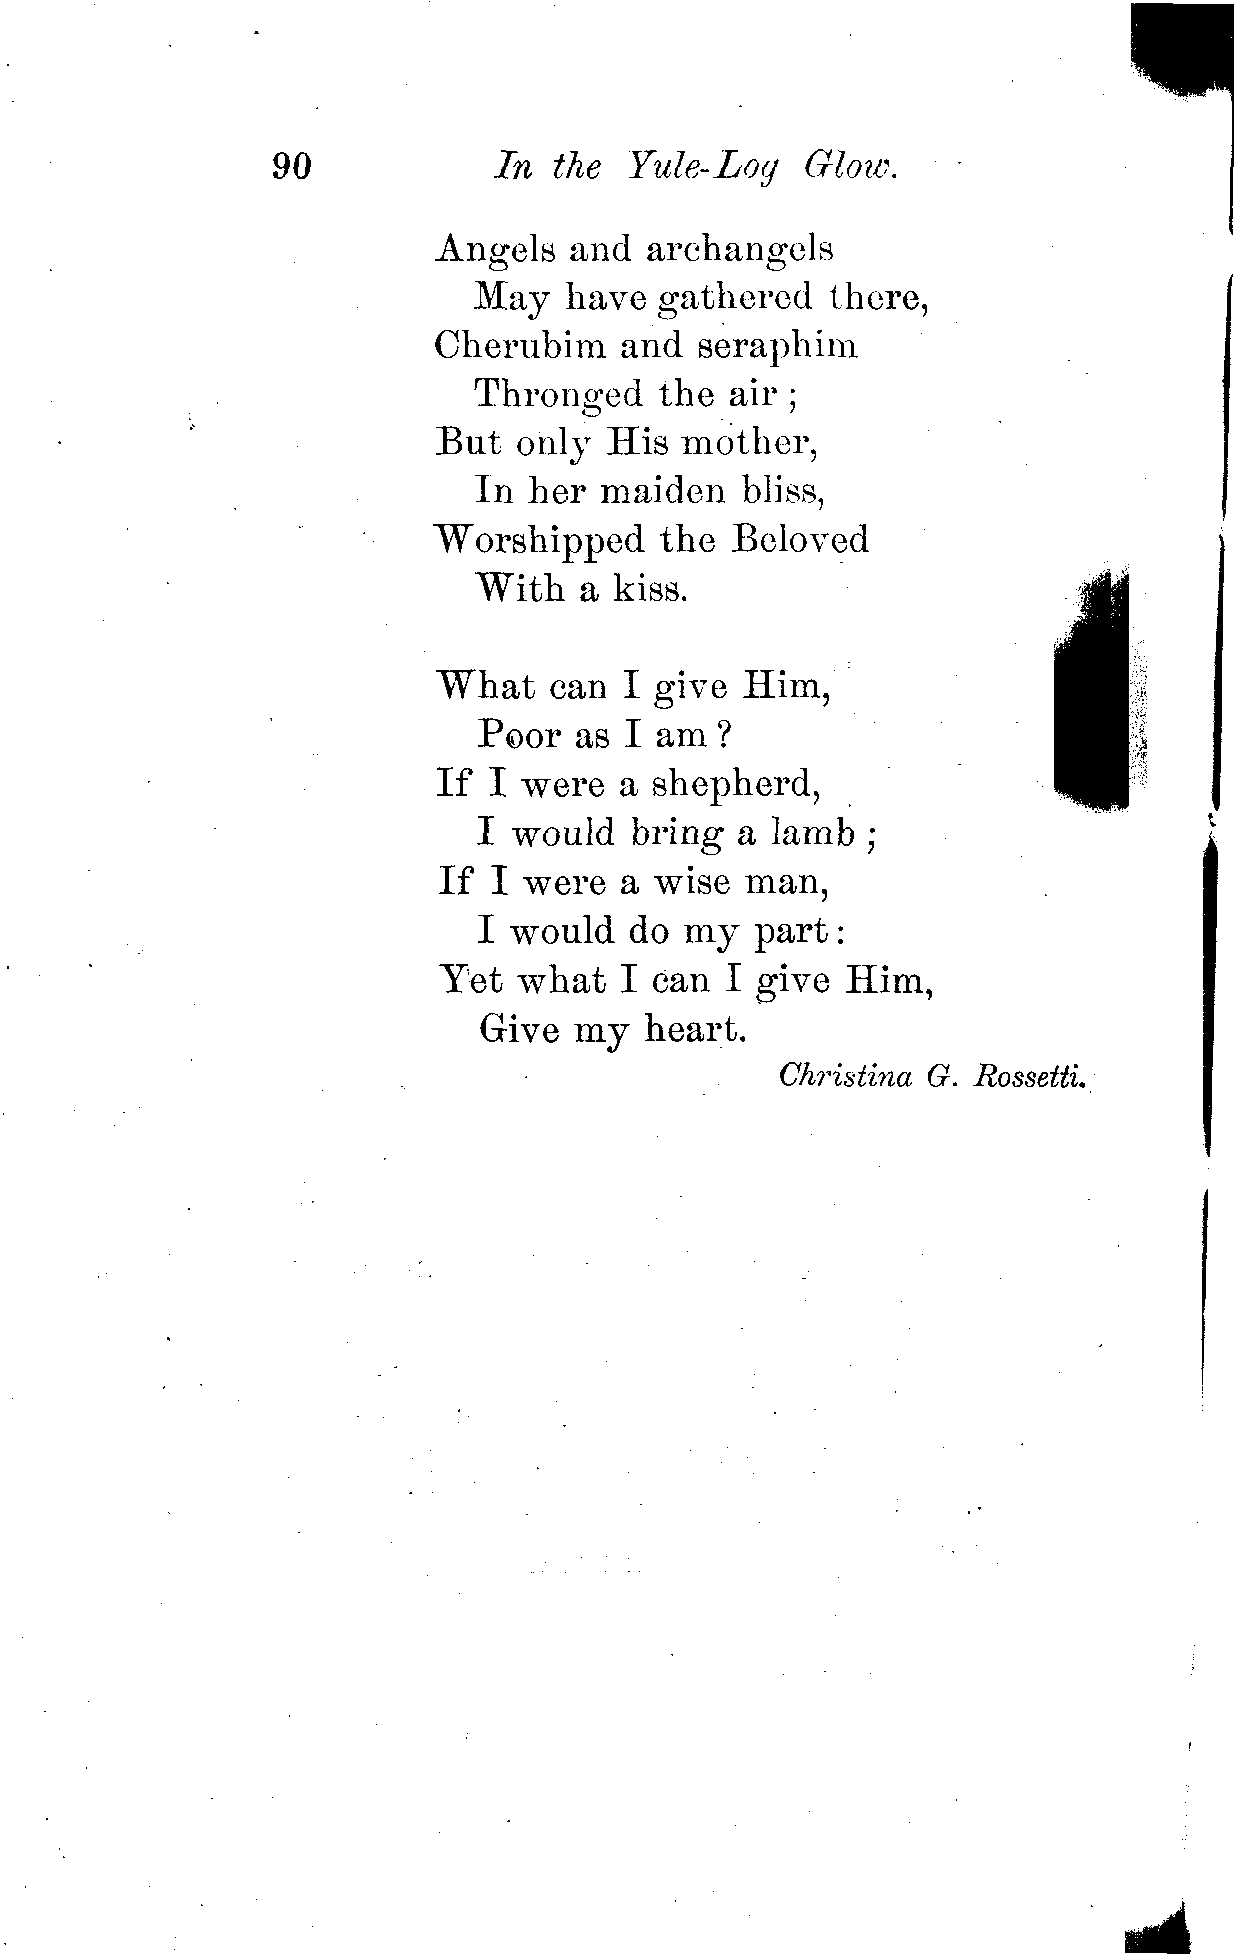 90 In the Yule-Log Glow.
Angels and archangels
May have gathered there,
Cherubim and seraphim
Thronged the air ;
But only His mother,
In her maiden bliss,
Worshipped the Beloved
With a kiss.
What can I give Him,
Poor as I am ?
If I were a shepherd,
I would bring a lamb ;
If I were a wise man,
I would do my part :
Yet what I can I give Him,
Give my heart.
Christina G. Rossetti.